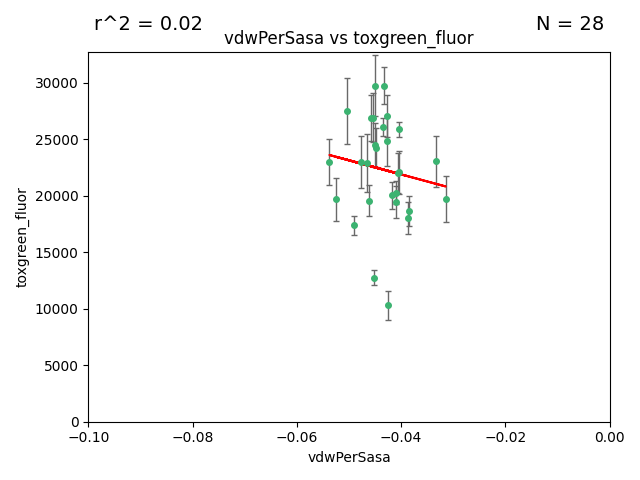 r^2 = 0.02
N = 28
vdwPerSasa vs toxgreen_fluor
30000
25000
20000
15000
10000
5000
0
toxgreen_fluor
−0.10
−0.08
−0.06
−0.04
−0.02
0.00
vdwPerSasa